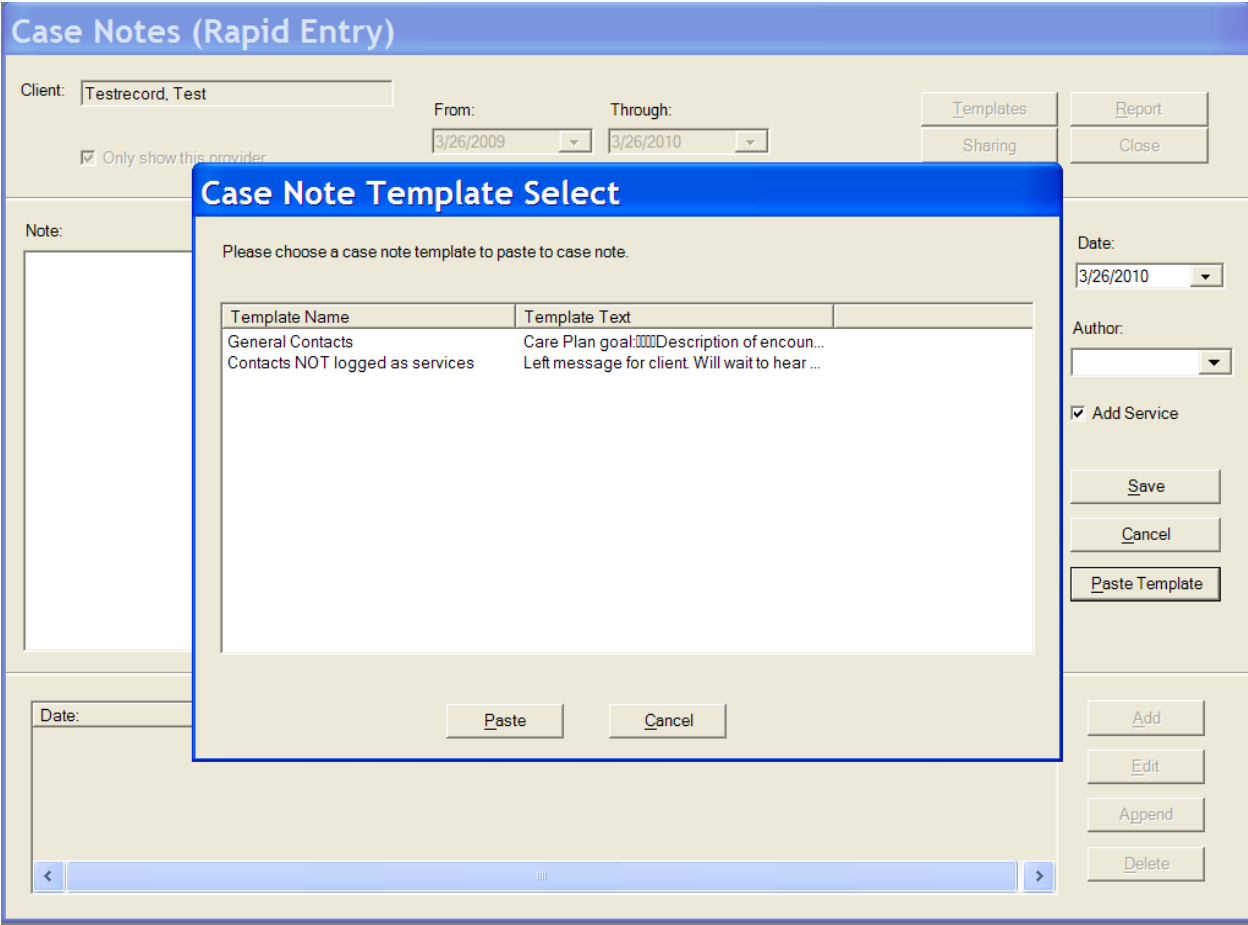 Case Notes (Rapid Entry)
Client: Testrecord, Test
From: Through:
Templates Report
3/26/2009 3/26/2010
Sharing Close
Only show this provider
Case Note Template Select
Note:
Please choose a case note template to paste to case note.
Date:
3/26/2010
Template Name Template Text
General Contacts Care Plan goal:▯▯▯▯Description of encoun...
Contacts NOT logged as services Left message for client. Will wait to hear ...
Author:
Add Service
Save
Cancel
Paste Template
Date:
Paste Cancel
Add
Edit
Append
Delete